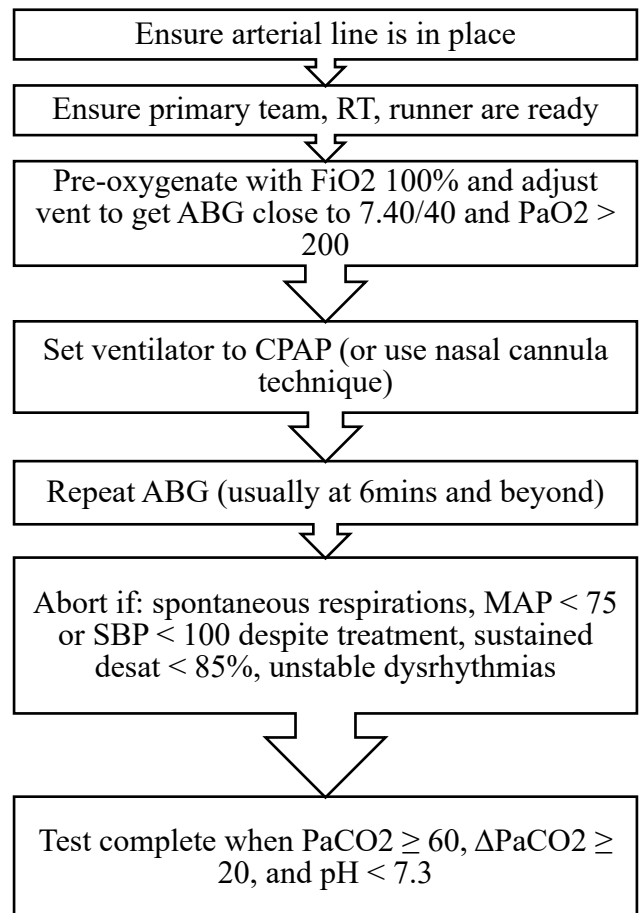 Ensure arterial line is in place
Ensure primary team, RT, runner are ready
Pre-oxygenate with FiO2 100% and adjust
vent to get ABG close to 7.40/40 and PaO2 >
200
Set ventilator to CPAP (or use nasal cannula
technique)
Repeat ABG (usually at 6mins and beyond)
Abort if: spontaneous respirations, MAP < 75
or SBP < 100 despite treatment, sustained
desat < 85%, unstable dysrhythmias
Test complete when PaCO2 ≥ 60, ΔPaCO2 ≥
20, and pH < 7.3